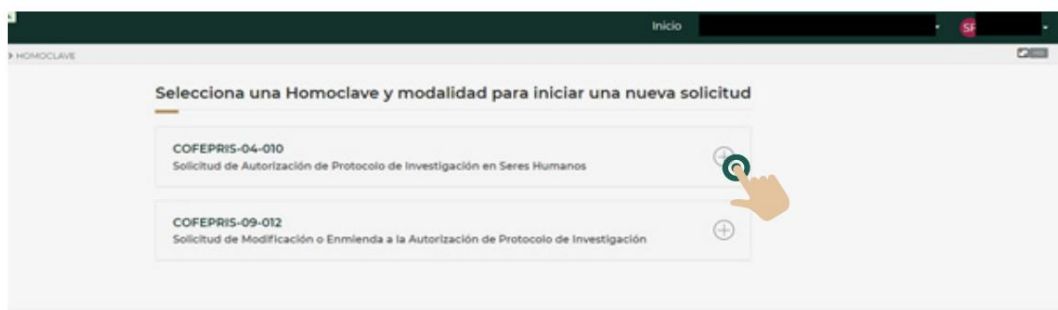 Inicio
SF
HOMOCLAVE
Selecciona una Homoclave y modalidad para iniciar una nueva solicitud
COFEPRIS-04-010
Solicitud de Autorización de Protocolo de Investigación en Seres Humanos
COFEPRIS-09-012
Solicitud de Modificación o Enmienda a la Autorización de Protocolo de Investigación